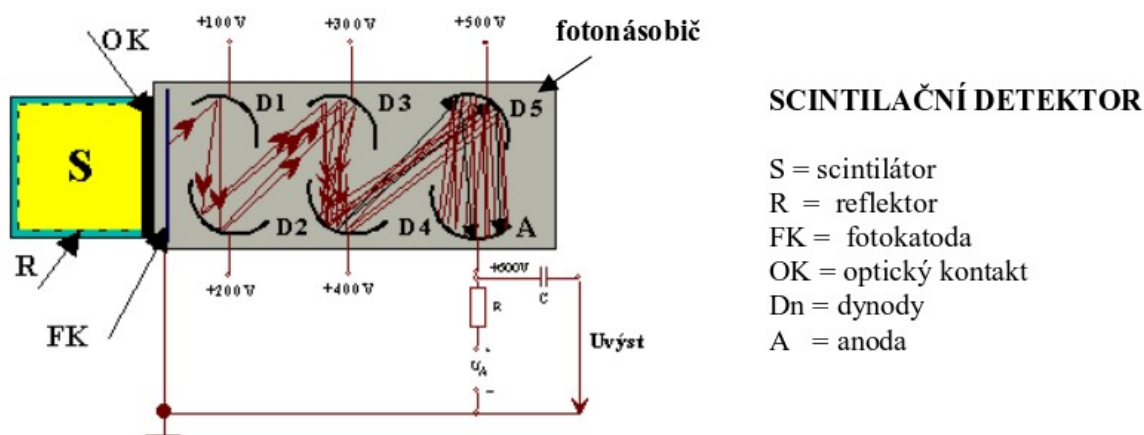 +100V
+300V
+500V
fotonásobič
OK
D1
D3
D5
S
D2
D4
A
R
+200V
+400V
+600V
R
C
FK
Uvýst
UA
SCINTILAČNÍ DETEKTOR
S = scintilátor
R = reflektor
FK = fotokatoda
OK = optický kontakt
Dn = dynody
A = anoda